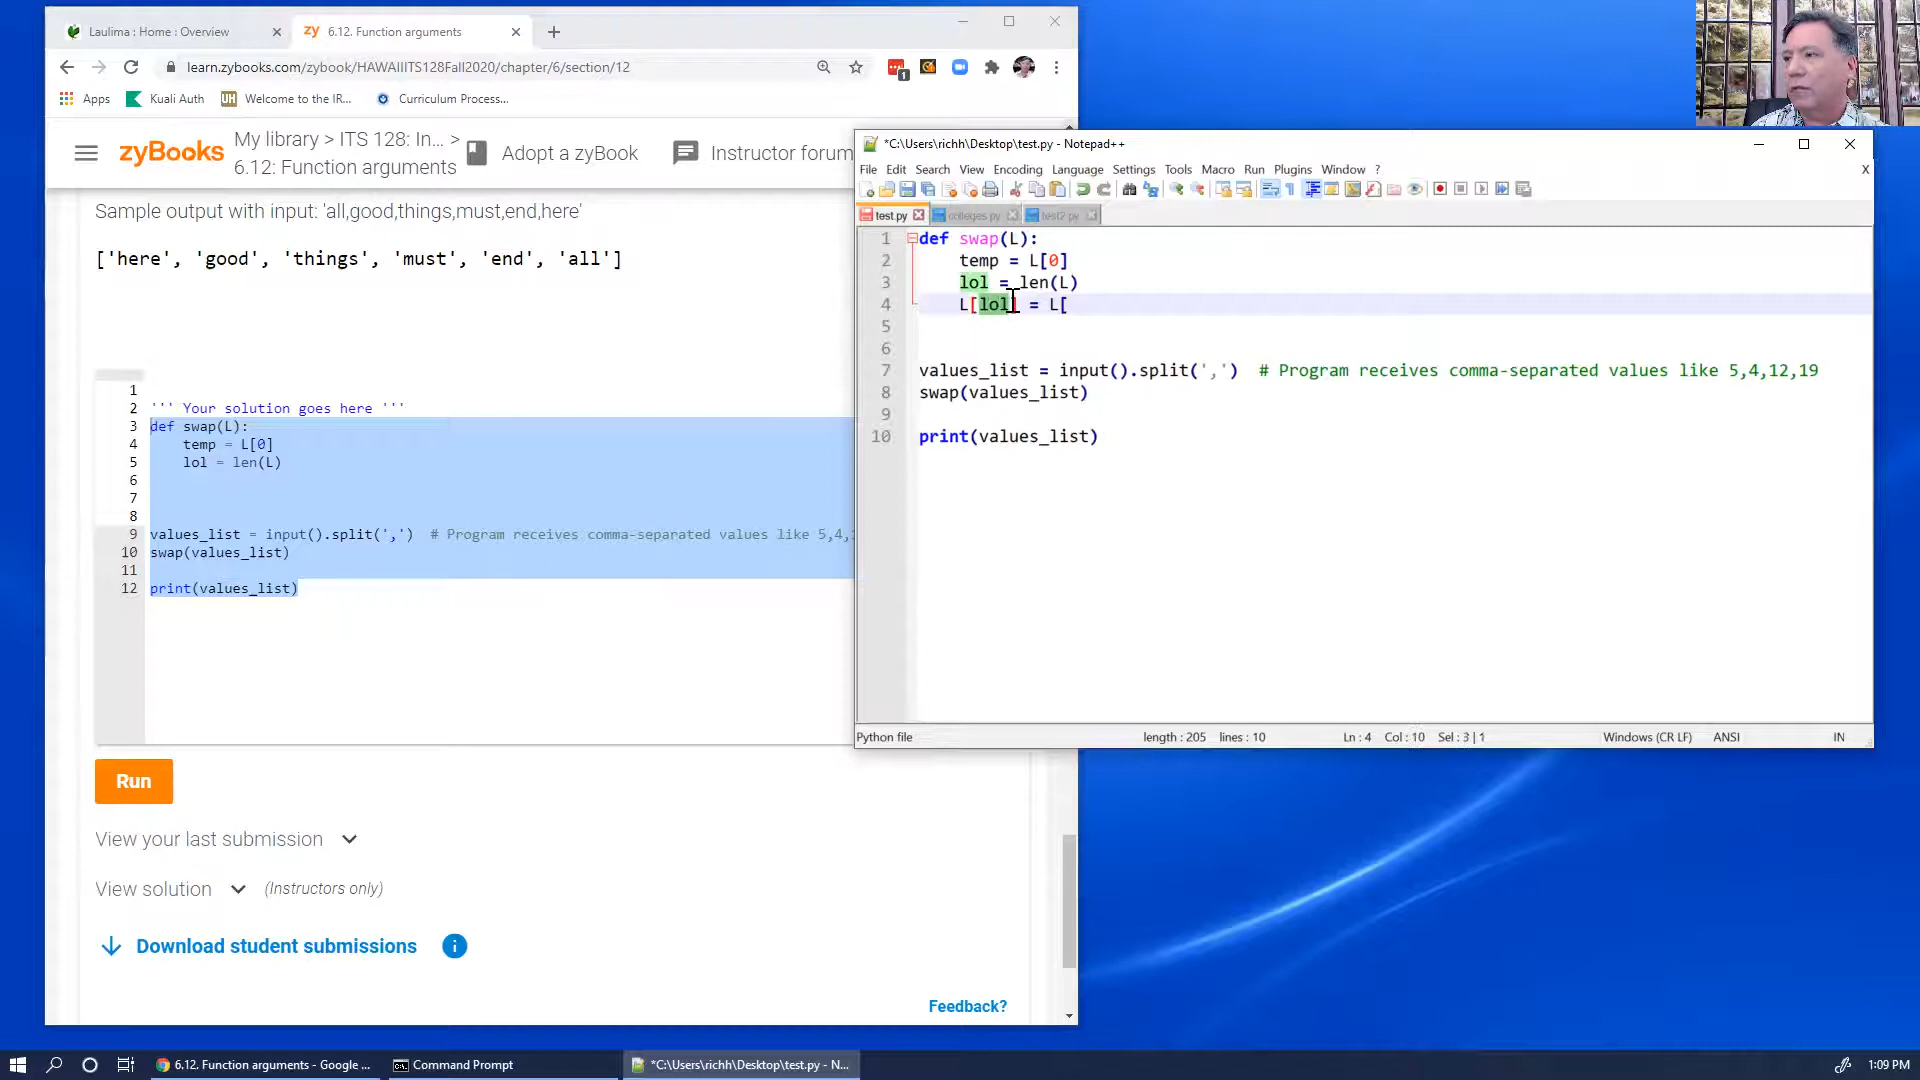 Laulima : Home : Overview
zy 6.12. Function arguments
learn.zybooks.com/zybook/HAWAIIITS128Fall2020/chapter/6/section/12
1
Apps
Kuali Auth
UH Welcome to the IR...
Curriculum Process...
zyBooks
My library > ITS 128: In... >
6.12: Function arguments
Adopt a zyBook
Instructor forum
Sample output with input: 'all,good,things,must,end,here'
['here', 'good', 'things', 'must', 'end', 'all']
1
2 ''' Your solution goes here '''
3 def swap(L):
4 temp = L[0]
5 lol = len(L)
6
7
8
9 values_list = input().split(',') # Program receives comma-separated values like 5,4,
10 swap(values_list)
11
12 print(values_list)
Run
View your last submission
View solution (Instructors only)
Download student submissions
Feedback?
*C:\Users\richh\Desktop\test.py - Notepad++
File Edit Search View Encoding Language Settings Tools Macro Run Plugins Window ? X
test.py
colleges.py
test2.py
1 def swap(L):
2 temp = L[0]
3 lol = len(L)
4 L[lol] = L[
5
6
7 values_list = input().split(',') # Program receives comma-separated values like 5,4,12,19
8 swap(values_list)
9
10 print(values_list)
Python file
length : 205 lines : 10
Ln : 4 Col : 10 Sel : 3 | 1
Windows (CR LF)
ANSI
IN
6.12. Function arguments - Google ...
Command Prompt
*C:\Users\richh\Desktop\test.py - N...
1:09 PM